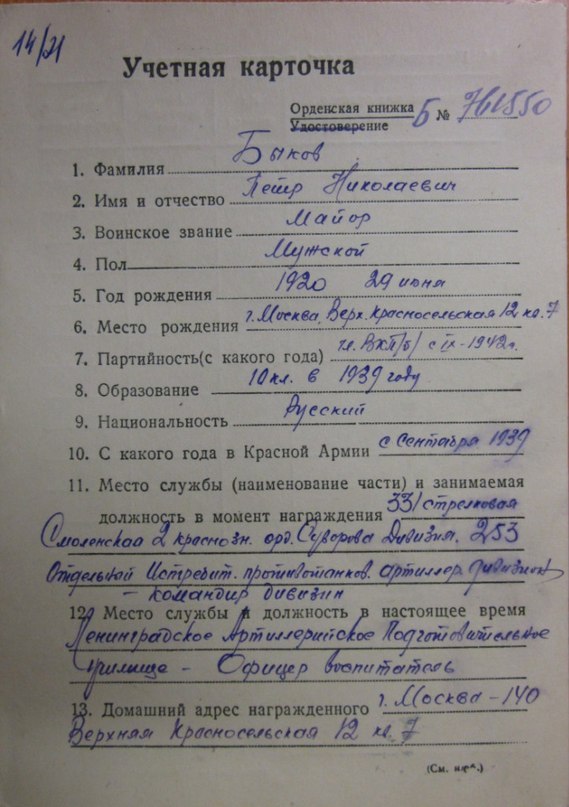 14/21
Учетная карточка
Орденская книжка
Удостоверение Б № 761550
1. Фамилия Быков
2. Имя и отчество Петр Николаевич
3. Воинское звание Майор
4. Пол Мужской
5. Год рождения 1920 29 июня
6. Место рождения г. Москва, Верх. Красносельская 12 кв. 7
7. Партийность(с какого года) чл. ВКП/б/ с IX-1942г.
8. Образование 10 кл. в 1939 году
9. Национальность Русский
10. С какого года в Красной Армии с Сентября 1939
11. Место службы (наименование части) и занимаемая
должность в момент награждения 331 стрелковая
Смоленская 2 краснозн. орд. Суворова Дивизия. 253
Отдельный Истребит. противотанков. артиллер. дивизион
– командир дивизин
12. Место службы и должность в настоящее время
Ленинградское Артиллерийское Подготовительное
училище – Офицер воспитатель
13. Домашний адрес награжденного г. Москва – 140
Верхняя Красносельская 12 кв. 7
(См. на об.)